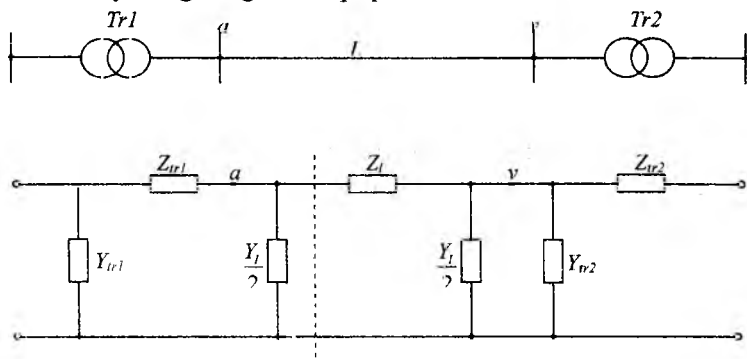 Tr1 a L Tr2
Z_tr1 a Z_l v Z_tr2
Y_tr1 Y_l/2 Y_l/2 Y_tr2